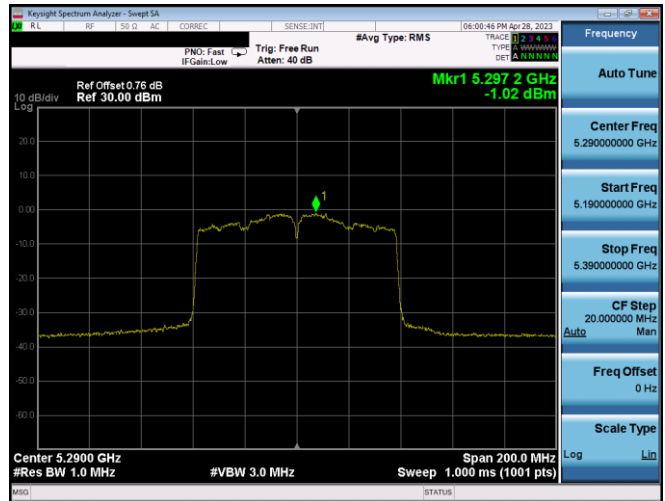 Keysight Spectrum Analyzer - Swept SA
RL RF 50 Ω AC CORREC SENSE:INT 06:00:46 PM Apr 28, 2023
#Avg Type: RMS TRACE 1 2 3 4 5 6
PNO: Fast Trig: Free Run TYPE A WWWWW
IFGain:Low Atten: 40 dB DET A N N N N N
Mkr1 5.297 2 GHz
Ref Offset 0.76 dB
10 dB/div Ref 30.00 dBm -1.02 dBm
Log
20.0
10.0
0.00
1
-10.0
-20.0
-30.0
-40.0
-50.0
-60.0
Center 5.2900 GHz Span 200.0 MHz
#Res BW 1.0 MHz #VBW 3.0 MHz Sweep 1.000 ms (1001 pts)
MSG STATUS
Frequency
Auto Tune
Center Freq
5.290000000 GHz
Start Freq
5.190000000 GHz
Stop Freq
5.390000000 GHz
CF Step
20.000000 MHz
Auto Man
Freq Offset
0 Hz
Scale Type
Log Lin